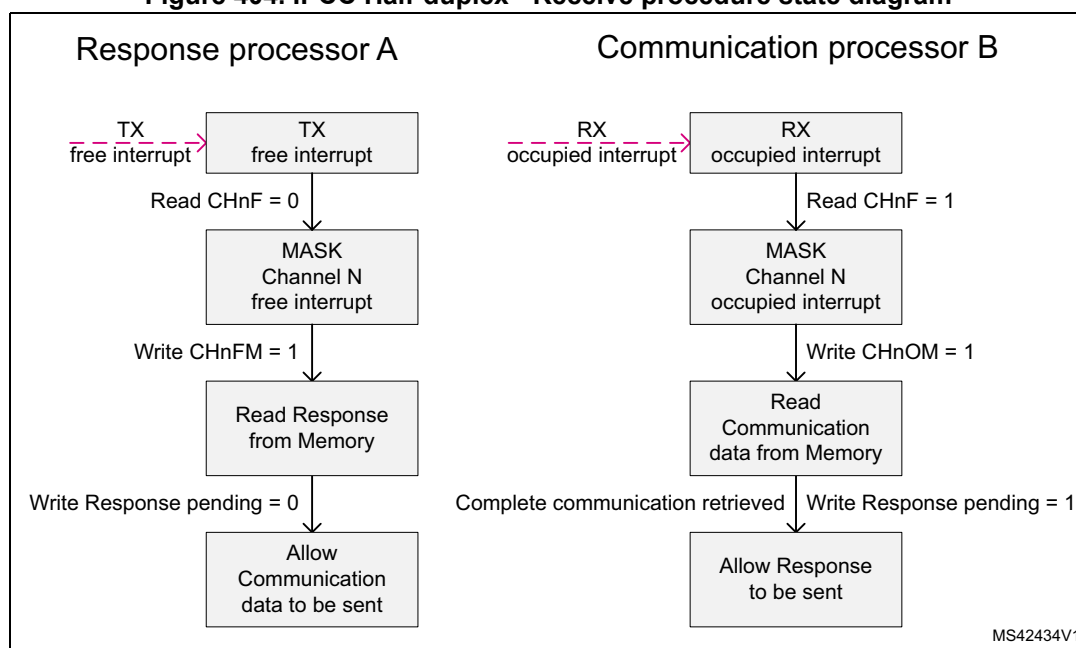 Response processor A
TX
free interrupt
TX
free interrupt
Read CHnF = 0
MASK
Channel N
free interrupt
Write CHnFM = 1
Read Response
from Memory
Write Response pending = 0
Allow
Communication
data to be sent
Communication processor B
RX
occupied interrupt
RX
occupied interrupt
Read CHnF = 1
MASK
Channel N
occupied interrupt
Write CHnOM = 1
Read
Communication
data from Memory
Complete communication retrieved
Write Response pending = 1
Allow Response
to be sent
MS42434V1